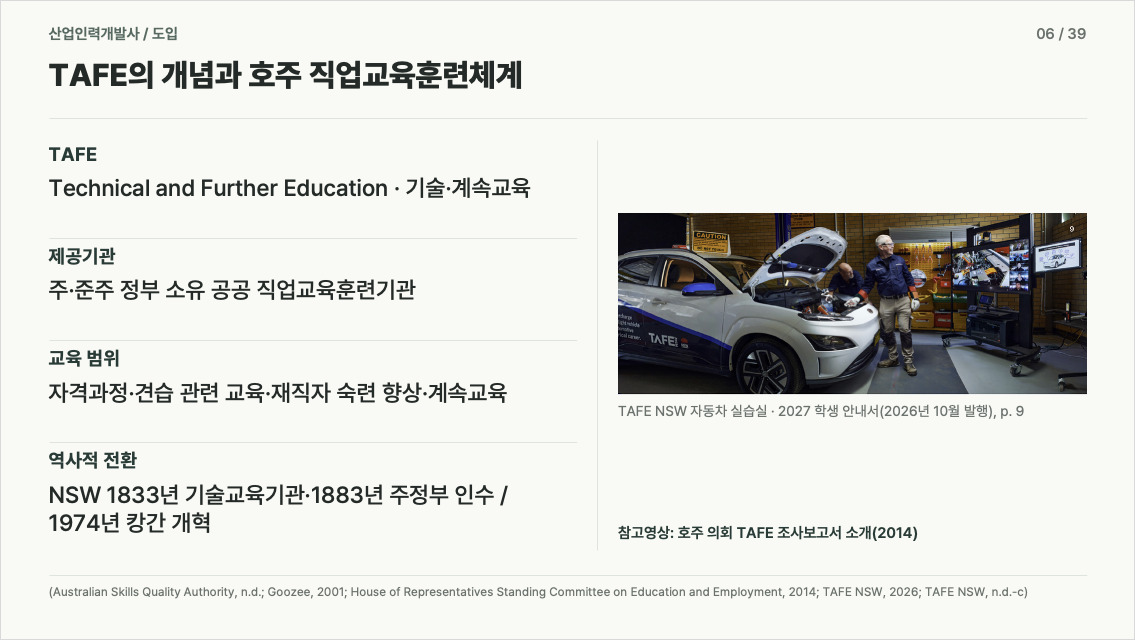 산업인력개발사 / 도입
06 / 39
TAFE의 개념과 호주 직업교육훈련체계
TAFE
Technical and Further Education · 기술·계속교육
제공기관
주·준주 정부 소유 공공 직업교육훈련기관
교육 범위
자격과정·견습 관련 교육·재직자 숙련 향상·계속교육
역사적 전환
NSW 1833년 기술교육기관·1883년 주정부 인수 /
1974년 캉간 개혁
CAUTION
9
TAFE
TAFE NSW 자동차 실습실 · 2027 학생 안내서(2026년 10월 발행), p. 9
참고영상: 호주 의회 TAFE 조사보고서 소개(2014)
(Australian Skills Quality Authority, n.d.; Goozee, 2001; House of Representatives Standing Committee on Education and Employment, 2014; TAFE NSW, 2026; TAFE NSW, n.d.-c)